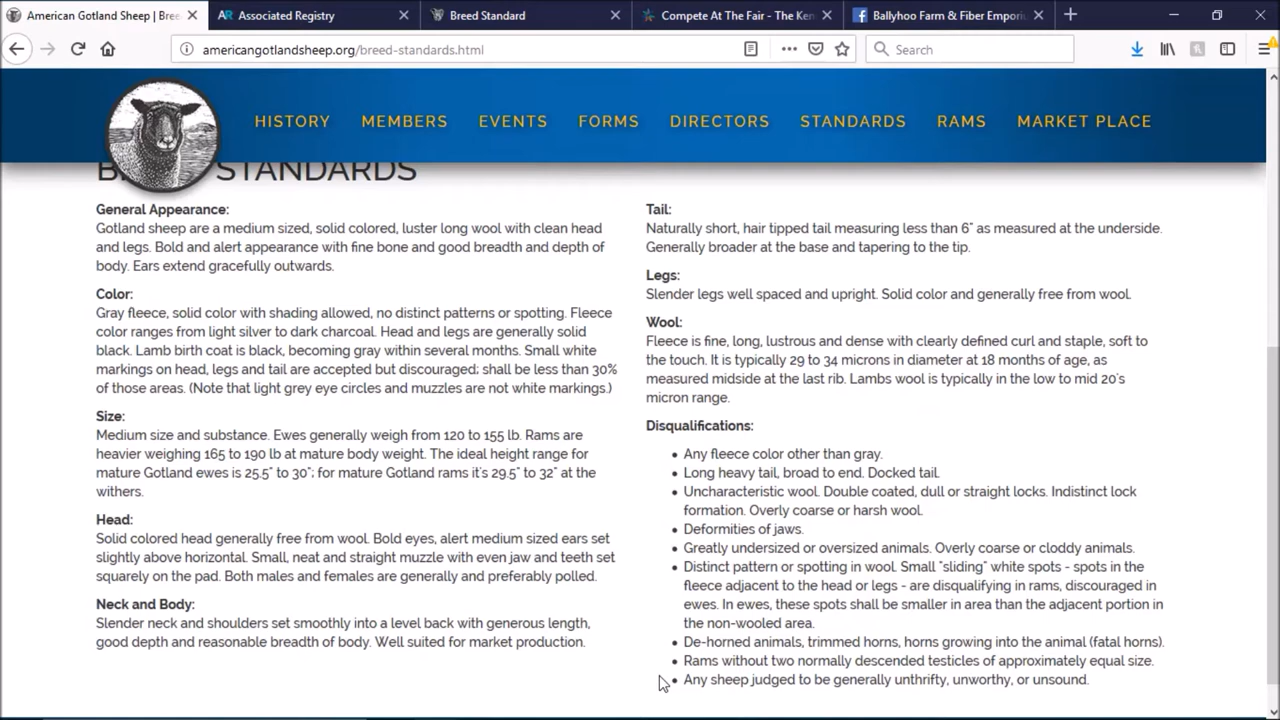 American Gotland Sheep | Bree
Associated Registry
Breed Standard
Compete At The Fair - The Ken
Ballyhoo Farm & Fiber Emporiu
americangotlandsheep.org/breed-standards.html
Search
HISTORY MEMBERS EVENTS FORMS DIRECTORS STANDARDS RAMS MARKET PLACE
STANDARDS
General Appearance:
Gotland sheep are a medium sized, solid colored, luster long wool with clean head
and legs. Bold and alert appearance with fine bone and good breadth and depth of
body. Ears extend gracefully outwards.
Color:
Gray fleece, solid color with shading allowed, no distinct patterns or spotting. Fleece
color ranges from light silver to dark charcoal. Head and legs are generally solid
black. Lamb birth coat is black, becoming gray within several months. Small white
markings on head, legs and tail are accepted but discouraged; shall be less than 30%
of those areas. (Note that light grey eye circles and muzzles are not white markings.)
Size:
Medium size and substance. Ewes generally weigh from 120 to 155 lb. Rams are
heavier weighing 165 to 190 lb at mature body weight. The ideal height range for
mature Gotland ewes is 25.5" to 30"; for mature Gotland rams it's 29.5" to 32" at the
withers.
Head:
Solid colored head generally free from wool. Bold eyes, alert medium sized ears set
slightly above horizontal. Small, neat and straight muzzle with even jaw and teeth set
squarely on the pad. Both males and females are generally and preferably polled.
Neck and Body:
Slender neck and shoulders set smoothly into a level back with generous length,
good depth and reasonable breadth of body. Well suited for market production.
Tail:
Naturally short, hair tipped tail measuring less than 6" as measured at the underside.
Generally broader at the base and tapering to the tip.
Legs:
Slender legs well spaced and upright. Solid color and generally free from wool.
Wool:
Fleece is fine, long, lustrous and dense with clearly defined curl and staple, soft to
the touch. It is typically 29 to 34 microns in diameter at 18 months of age, as
measured midside at the last rib. Lambs wool is typically in the low to mid 20's
micron range.
Disqualifications:
• Any fleece color other than gray.
• Long heavy tail, broad to end. Docked tail.
• Uncharacteristic wool. Double coated, dull or straight locks. Indistinct lock
formation. Overly coarse or harsh wool.
• Deformities of jaws.
• Greatly undersized or oversized animals. Overly coarse or cloddy animals.
• Distinct pattern or spotting in wool. Small "sliding" white spots - spots in the
fleece adjacent to the head or legs - are disqualifying in rams, discouraged in
ewes. In ewes, these spots shall be smaller in area than the adjacent portion in
the non-wooled area.
• De-horned animals, trimmed horns, horns growing into the animal (fatal horns).
• Rams without two normally descended testicles of approximately equal size.
• Any sheep judged to be generally unthrifty, unworthy, or unsound.